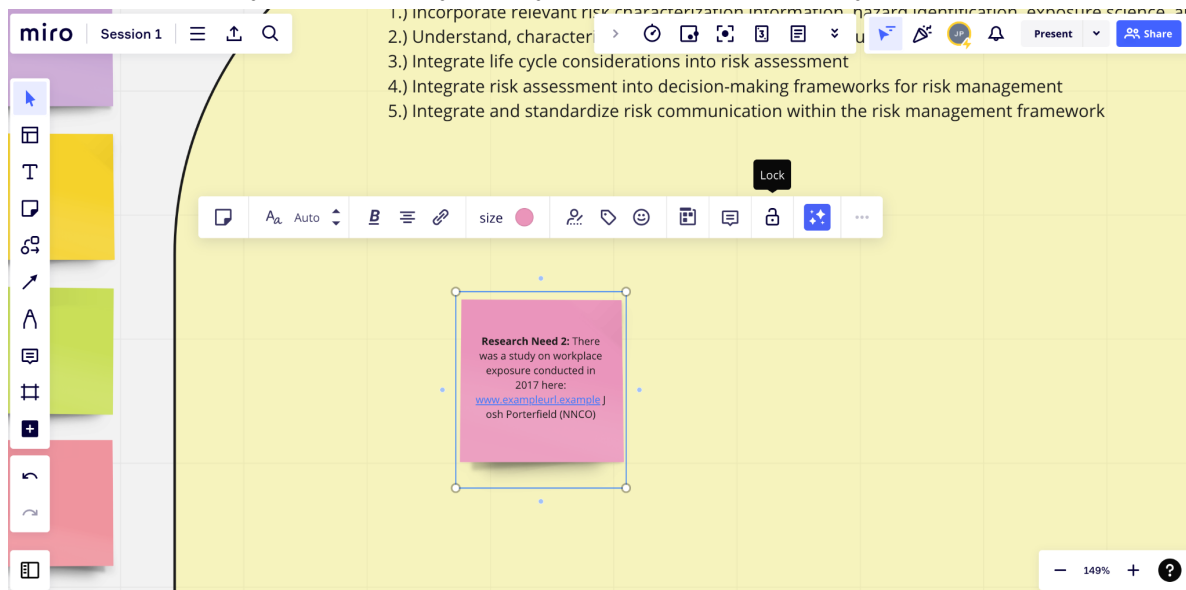 1.) Incorporate relevant risk characterization information, hazard identification, exposure science, a
miro Session 1
2.) Understand, characteri
3
JP
Present
Share
3.) Integrate life cycle considerations into risk assessment
4.) Integrate risk assessment into decision-making frameworks for risk management
5.) Integrate and standardize risk communication within the risk management framework
Lock
Aa Auto B size
Research Need 2: There
was a study on workplace
exposure conducted in
2017 here:
www.exampleurl.example J
osh Porterfield (NNCO)
149%